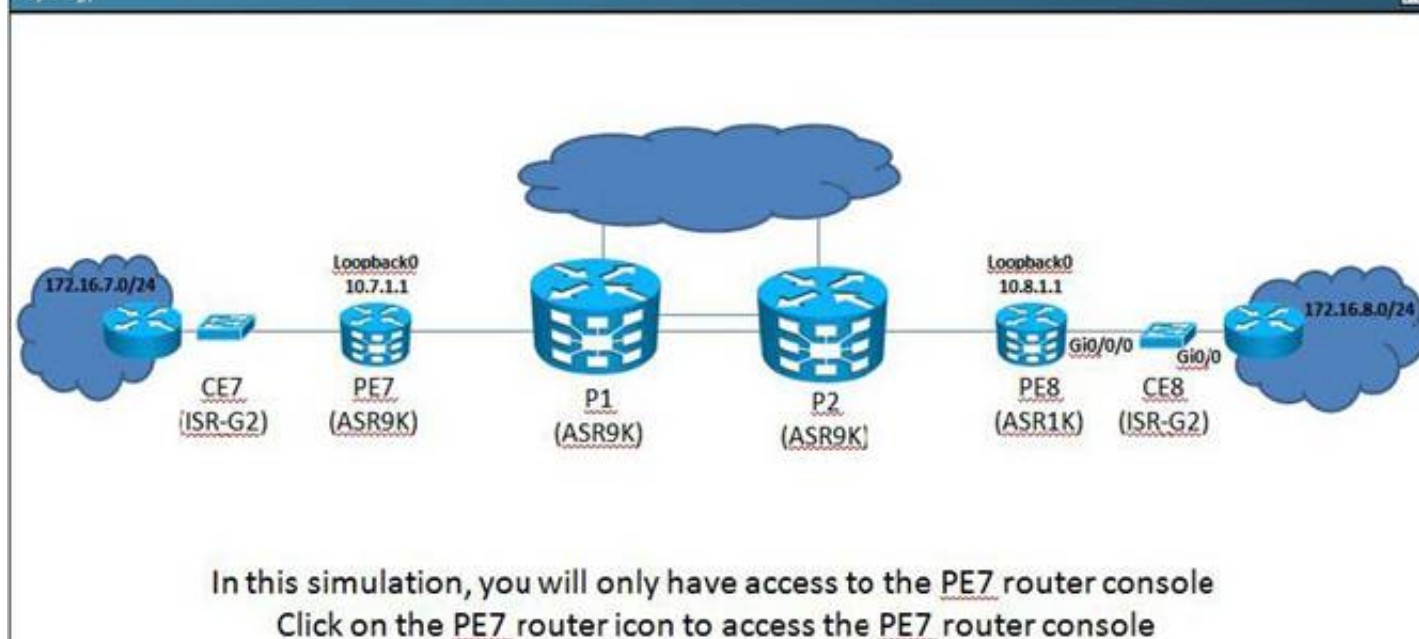 172.16.7.0/24
Loopback0
10.7.1.1
Loopback0
10.8.1.1
172.16.8.0/24
Gi0/0/0
Gi0/0
CE7
(ISR-G2)
PE7
(ASR9K)
P1
(ASR9K)
P2
(ASR9K)
PE8
(ASR1K)
CE8
(ISR-G2)
In this simulation, you will only have access to the PE7 router console
Click on the PE7 router icon to access the PE7 router console